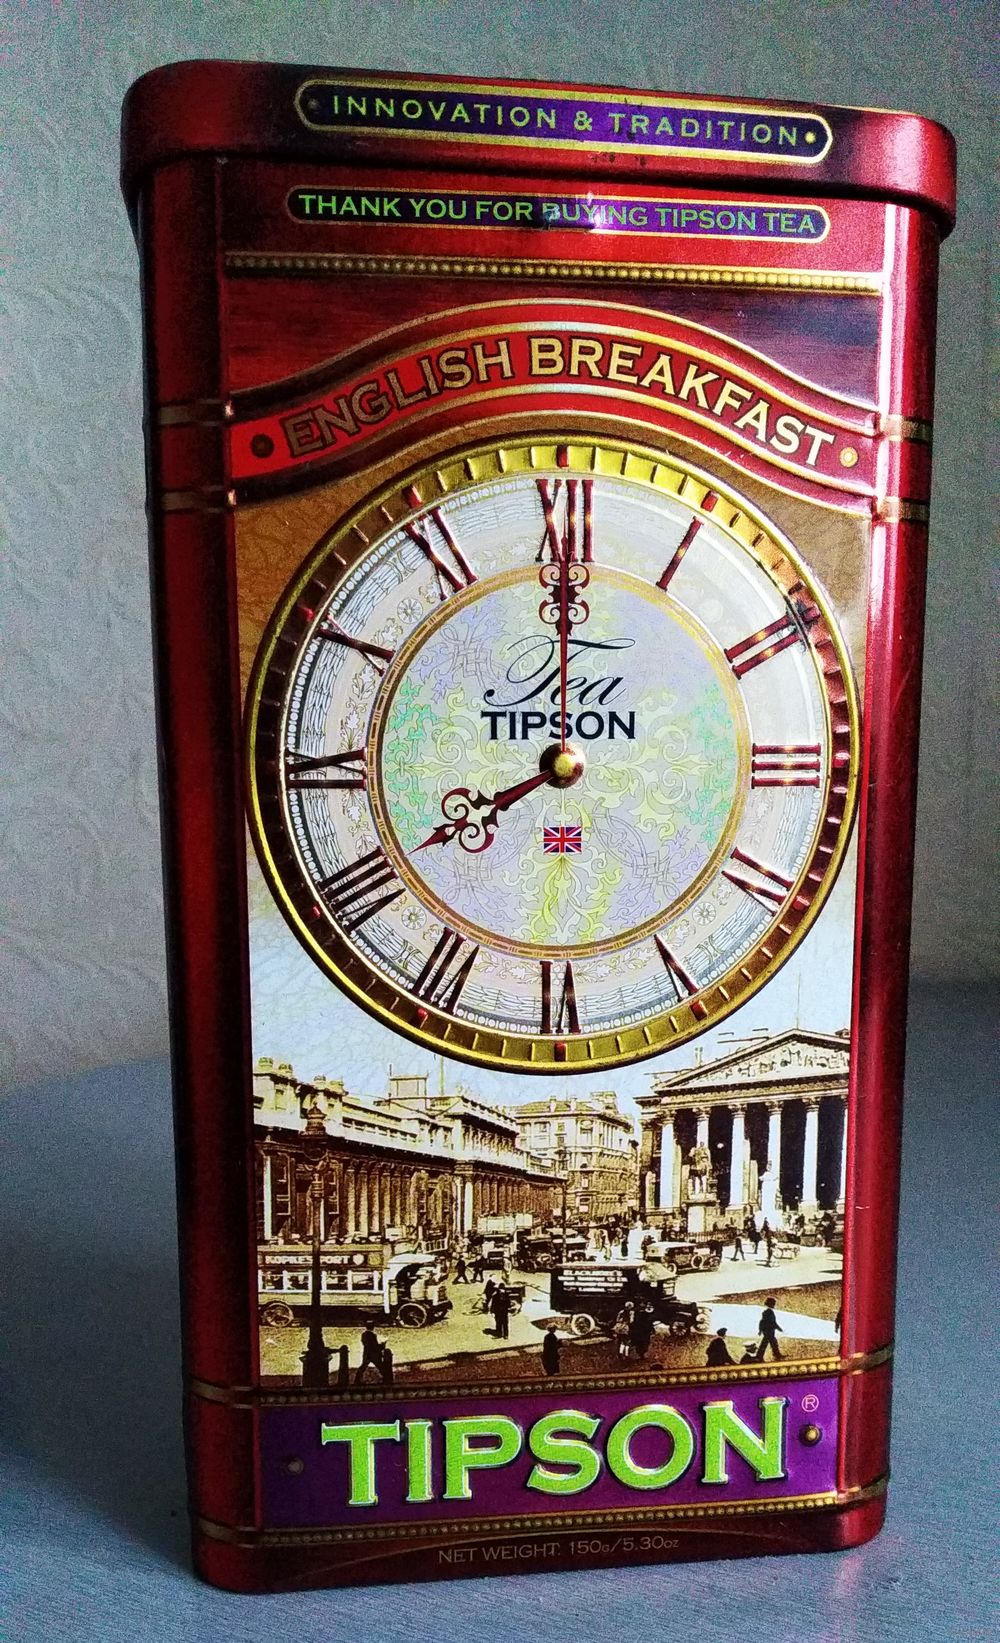 INNOVATION & TRADITION
THANK YOU FOR BUYING TIPSON TEA
ENGLISH BREAKFAST
XII
XI
I
X
II
Tea
TIPSON
IX
III
VIII
IV
VII
VI
V
TIPSON®
NET WEIGHT: 150G/5.30oz